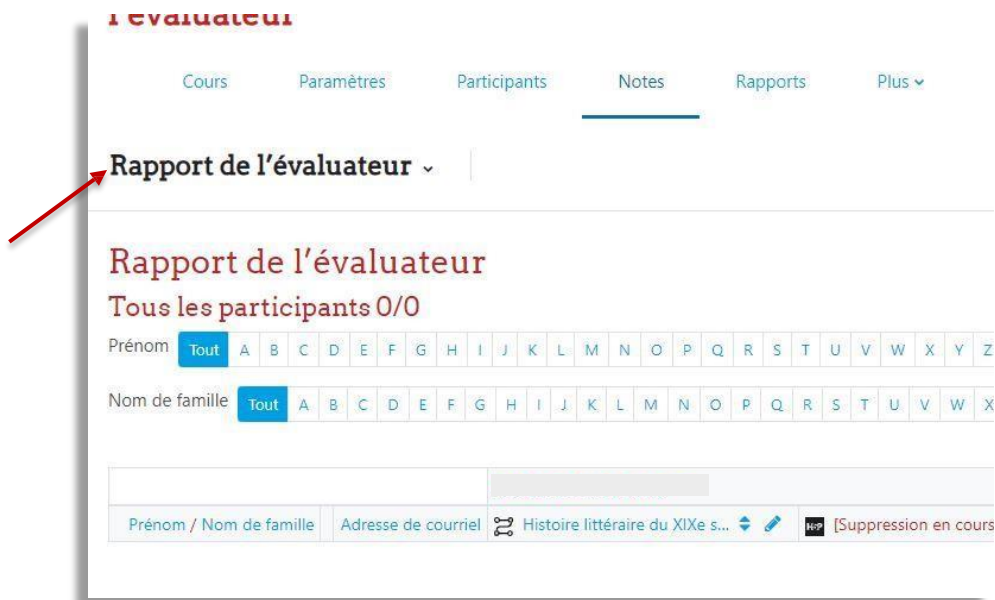 l'évaluateur
Cours Paramètres Participants Notes Rapports Plus
Rapport de l'évaluateur
Rapport de l'évaluateur
Tous les participants 0/0
Prénom Tout A B C D E F G H I J K L M N O P Q R S T U V W X Y Z
Nom de famille Tout A B C D E F G H I J K L M N O P Q R S T U V W X
Prénom / Nom de famille Adresse de courriel Histoire littéraire du XIXe s... H-P [Suppression en cours